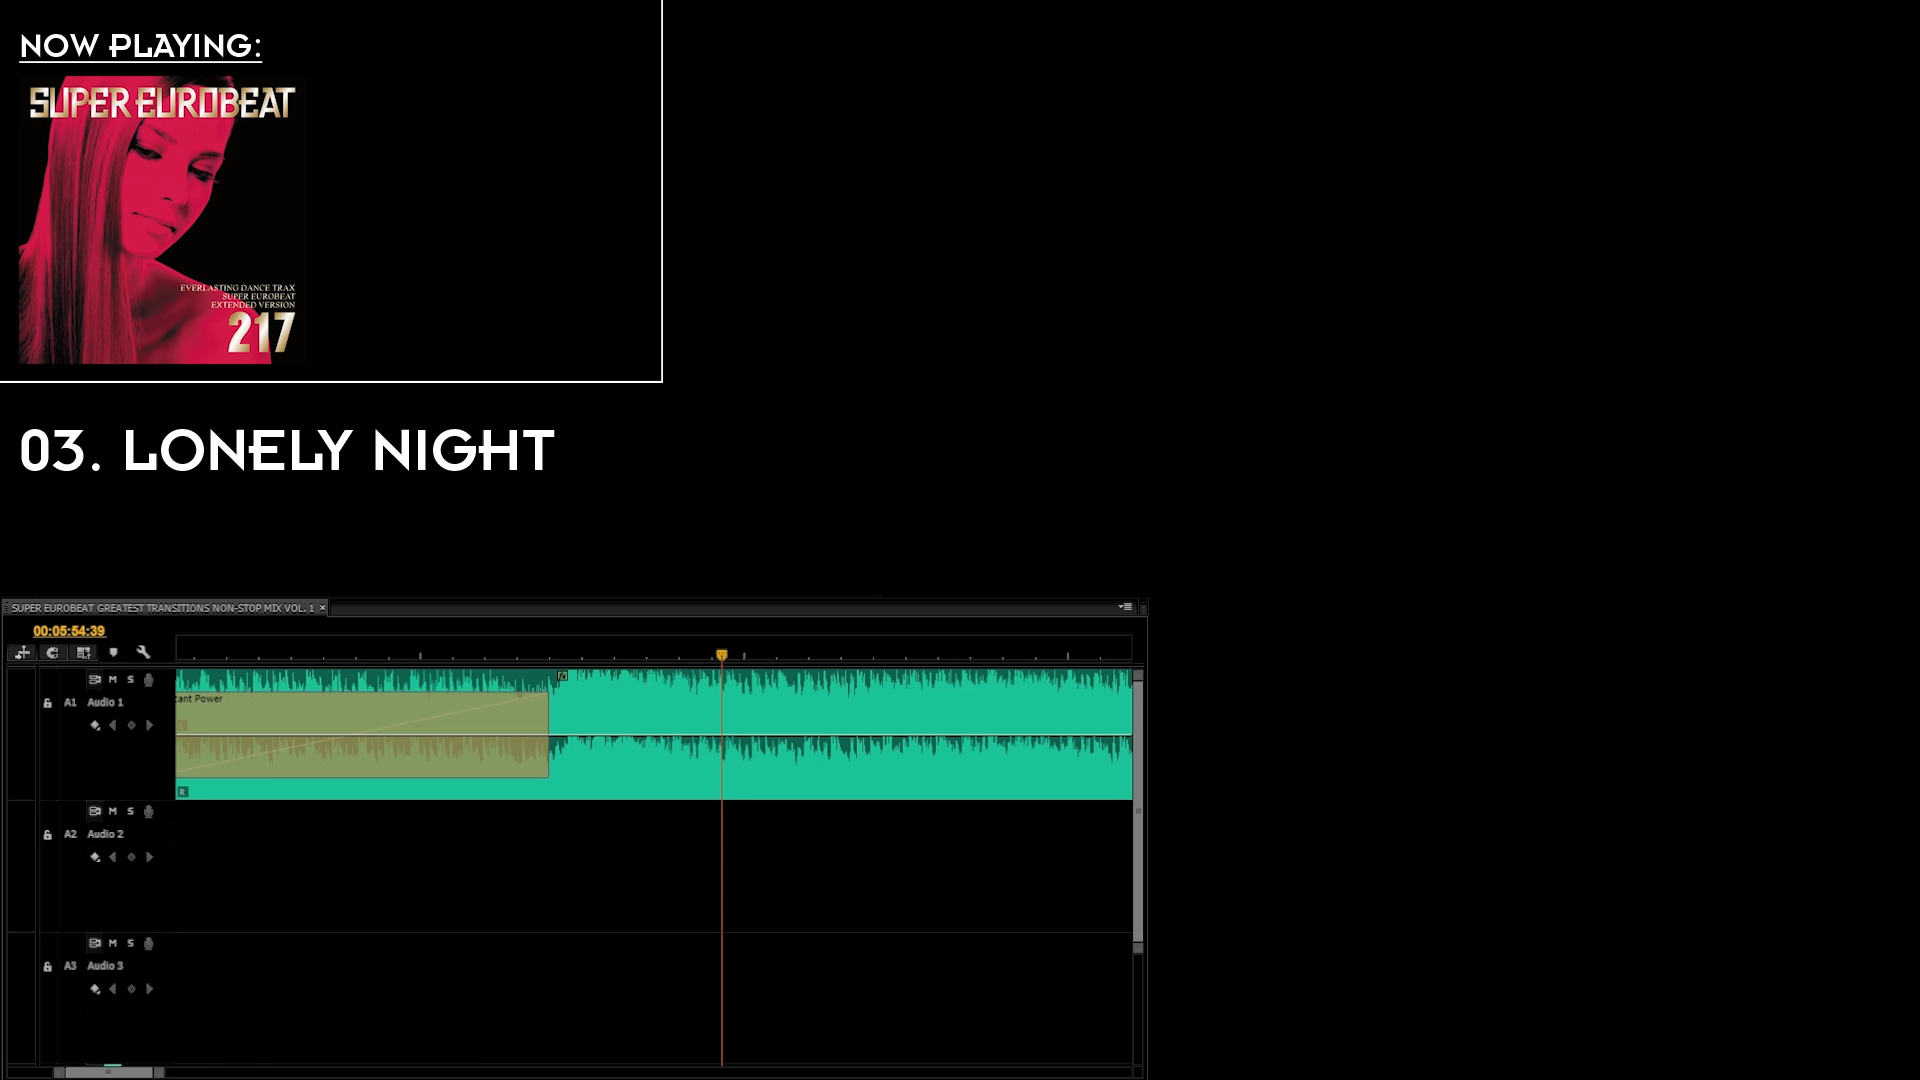 NOW PLAYING:
SUPER EUROBEAT
EVERLASTING DANCE TRAX
SUPER EUROBEAT
EXTENDED VERSION
217
03. LONELY NIGHT
SUPER EUROBEAT GREATEST TRANSITIONS NON-STOP MIX VOL. 1 ×
00:05:54:39
M S
fx
A1 Audio 1
tant Power
L
R
M S
A2 Audio 2
M S
A3 Audio 3